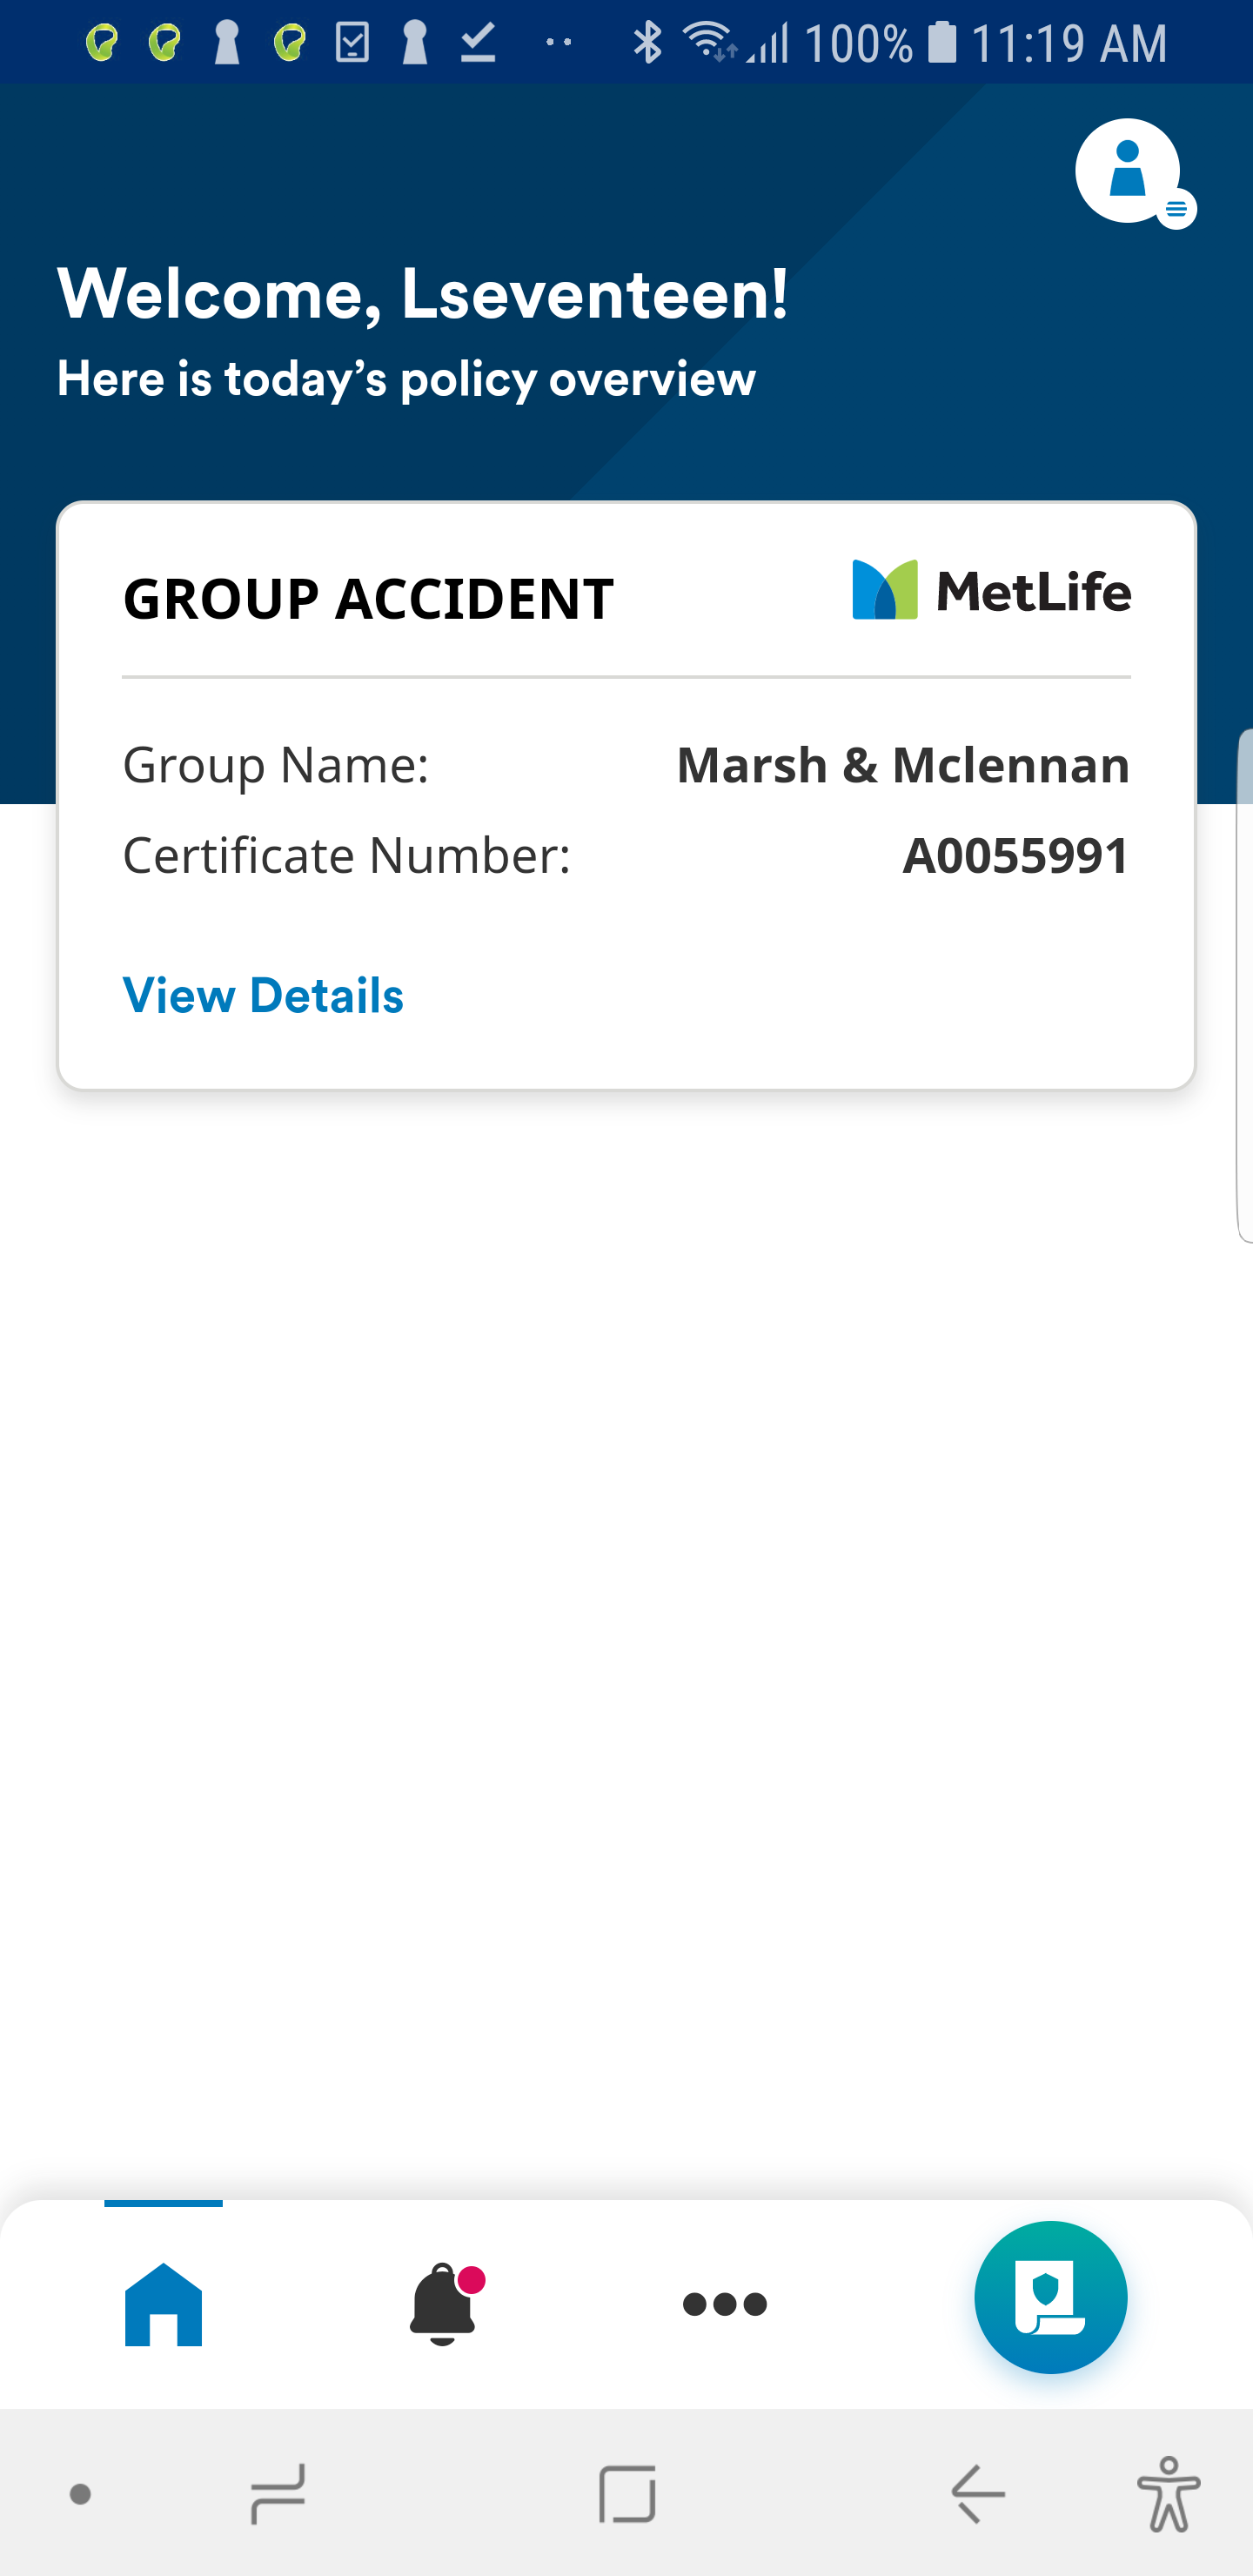 100% 11:19 AM
Welcome, Lseventeen!
Here is today's policy overview
GROUP ACCIDENT MetLife
Group Name: Marsh & Mclennan
Certificate Number: A0055991
View Details